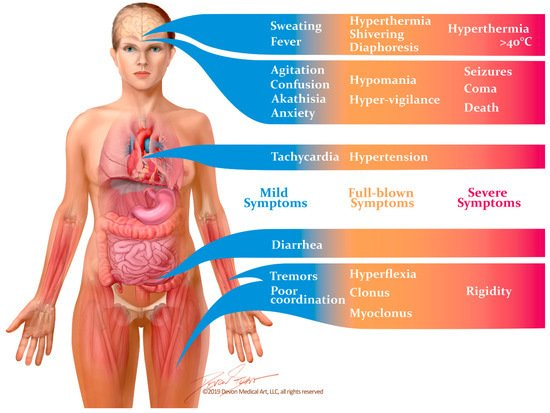 Sweating
Fever
Hyperthermia
Shivering
Diaphoresis
Hyperthermia
>40°C
Agitation
Confusion
Akathisia
Anxiety
Hypomania
Hyper-vigilance
Seizures
Coma
Death
Tachycardia
Hypertension
Mild
Symptoms
Full-blown
Symptoms
Severe
Symptoms
Diarrhea
Tremors
Poor
coordination
Hyperflexia
Clonus
Myoclonus
Rigidity
©2019 Devon Medical Art, LLC, all rights reserved